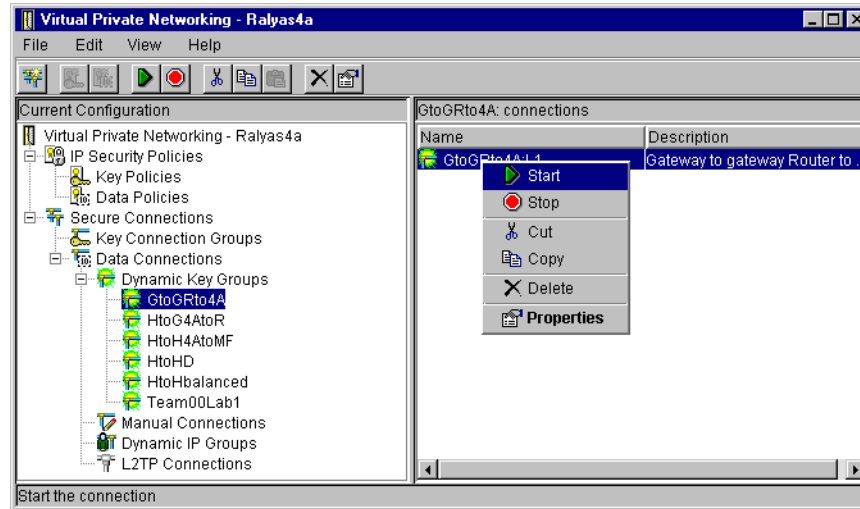 Virtual Private Networking - Ralyas4a
File Edit View Help
Current Configuration
Virtual Private Networking - Ralyas4a
IP Security Policies
Key Policies
Data Policies
Secure Connections
Key Connection Groups
Data Connections
Dynamic Key Groups
GtoGRto4A
HtoG4AtoR
HtoH4AtoMF
HtoHD
HtoHbalanced
Team00Lab1
Manual Connections
Dynamic IP Groups
L2TP Connections
GtoGRto4A: connections
Name Description
GtoGRto4A:L1 Gateway to gateway Router to ..
Start
Stop
Cut
Copy
Delete
Properties
Start the connection